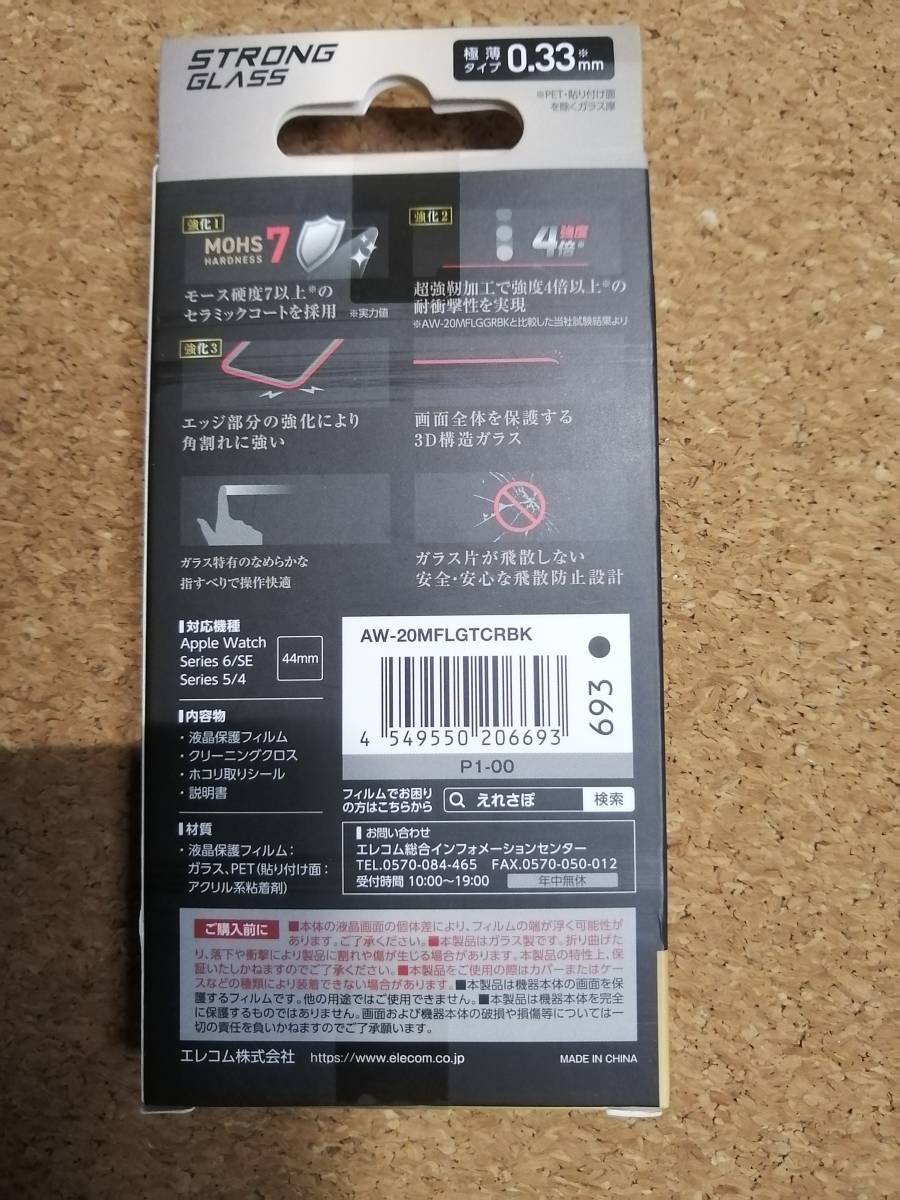 STRONG
GLASS
極薄
タイプ
0.33※
mm
※PET・貼り付け面
を除くガラス厚
強化1
MOHS 7
HARDNESS
モース硬度7以上※の
セラミックコートを採用 ※実力値
強化2
4倍
強度※
超強靭加工で強度4倍以上※の
耐衝撃性を実現
※AW-20MFLGGRBKと比較した当社試験結果より
強化3
エッジ部分の強化により
角割れに強い
画面全体を保護する
3D構造ガラス
ガラス特有のなめらかな
指すべりで操作快適
ガラス片が飛散しない
安全・安心な飛散防止設計
対応機種
Apple Watch
Series 6/SE
Series 5/4
44mm
内容物
・液晶保護フィルム
・クリーニングクロス
・ホコリ取りシール
・説明書
材質
・液晶保護フィルム：
ガラス、PET（貼り付け面：
アクリル系粘着剤）
AW-20MFLGTCRBK
4 549550 206693
693
P1-00
フィルムでお困り
の方はこちらから
えれさぽ 検索
お問い合わせ
エレコム総合インフォメーションセンター
TEL.0570-084-465 FAX.0570-050-012
受付時間 10:00～19:00 年中無休
ご購入前に ■本体の液晶画面の個体差により、フィルムの端が浮く可能性が
あります。ご了承ください。■本製品はガラス製です。折り曲げた
り、落下や衝撃により製品に割れや傷が生じる場合があります。本製品の特性上、保
証いたしかねますのでご了承ください。■本製品をご使用の際はカバーまたはケー
スなどの種類により装着できない場合があります。■本製品は機器本体の画面を保
護するフィルムです。他の用途ではご使用できません。■本製品は機器本体を完全
に保護するものではありません。画面および機器本体の破損や損傷等については一
切の責任を負いかねますのでご了承願います。
エレコム株式会社 https://www.elecom.co.jp
MADE IN CHINA